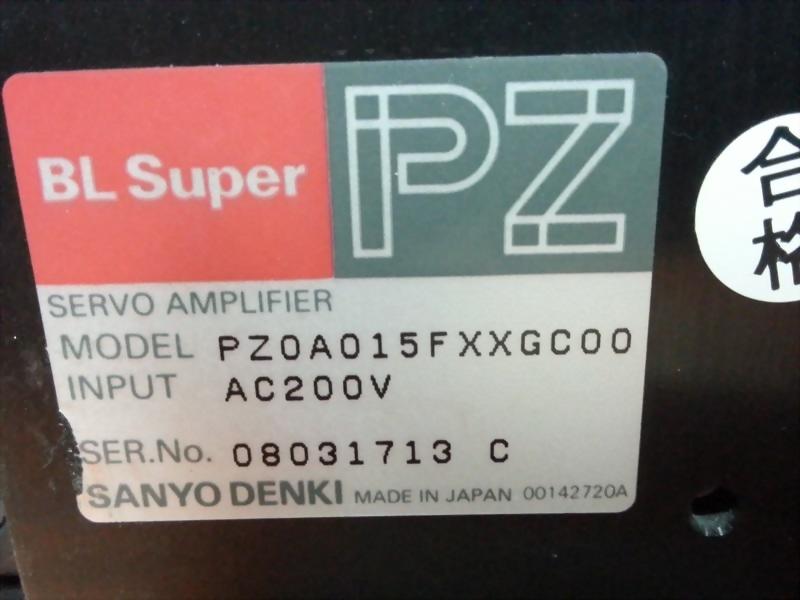 BL Super PZ
SERVO AMPLIFIER
MODEL PZ0A015FXXGC00
INPUT AC200V
SER.No. 08031713 C
SANYO DENKI MADE IN JAPAN 00142720A
合格